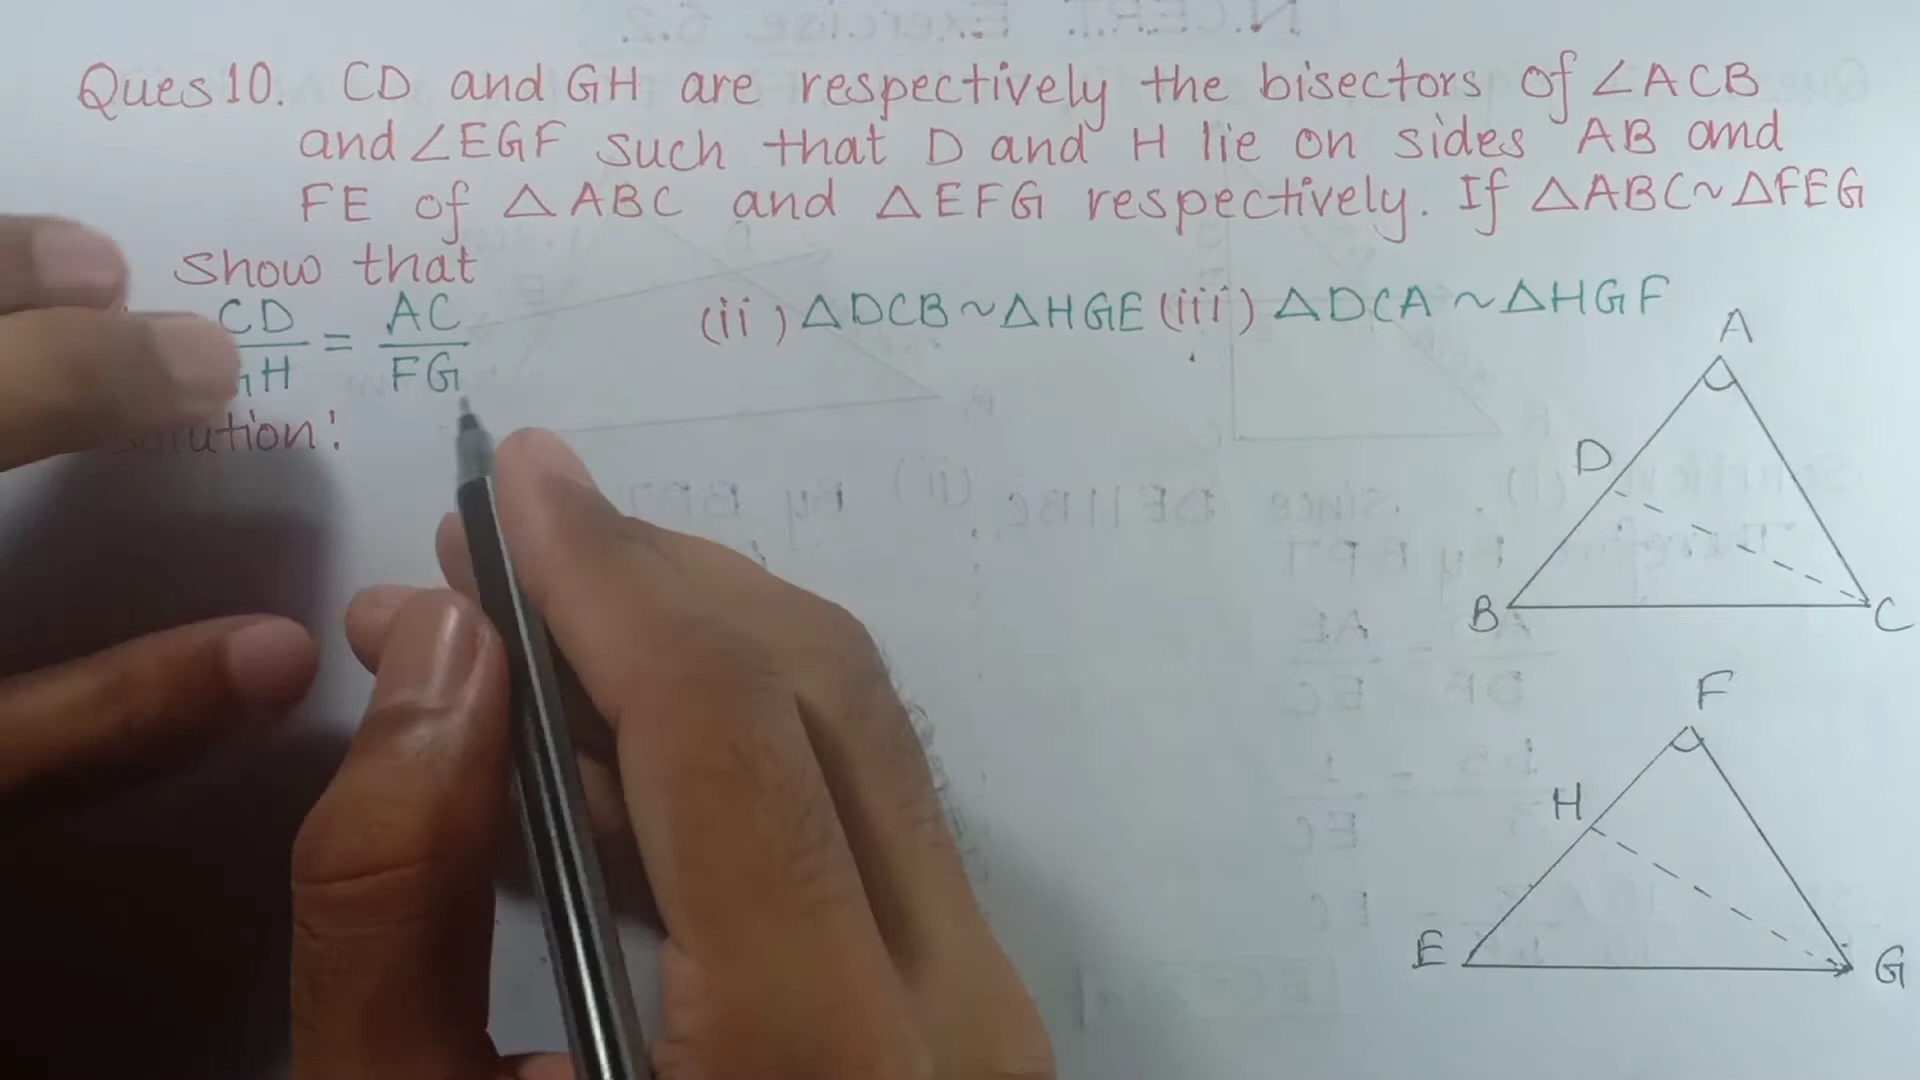 Ques 10. CD and GH are respectively the bisectors of ∠ACB
and ∠EGF such that D and H lie on sides AB and
FE of △ABC and △EFG respectively. If △ABC ~ △FEG
show that
CD/GH = AC/FG (ii) △DCB ~ △HGE (iii) △DCA ~ △HGF
Solution:
A
D
B C
F
H
E G